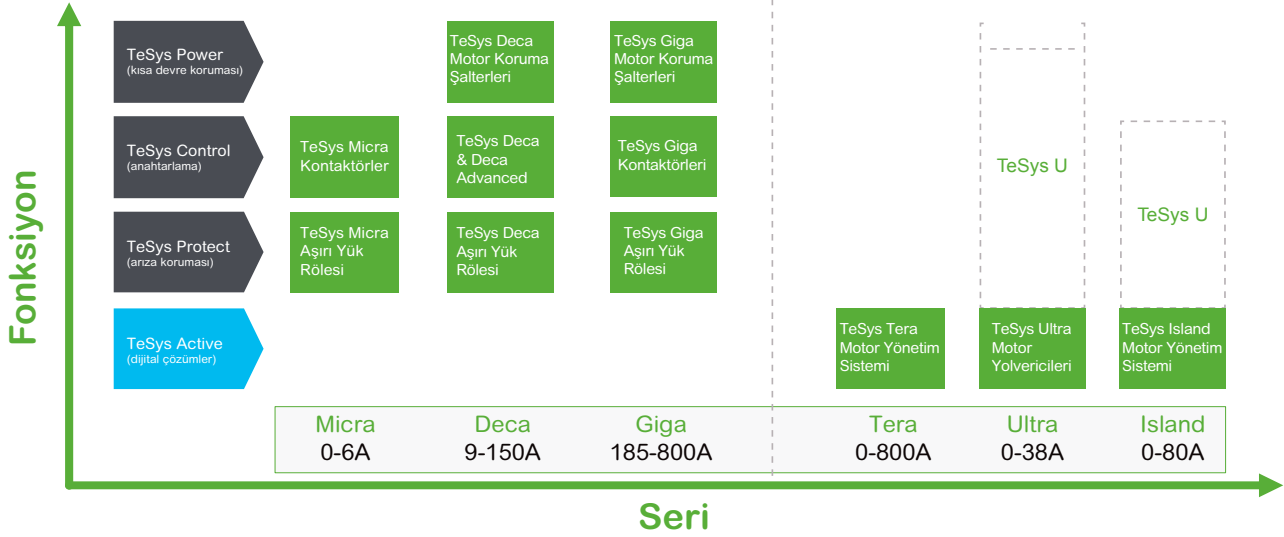 Fonksiyon
TeSys Power
(kısa devre koruması)
TeSys Deca
Motor Koruma
Şalterleri
TeSys Giga
Motor Koruma
Şalterleri
TeSys Control
(anahtarlama)
TeSys Micra
Kontaktörler
TeSys Deca
& Deca
Advanced
TeSys Giga
Kontaktörleri
TeSys U
TeSys U
TeSys Protect
(arıza koruması)
TeSys Micra
Aşırı Yük
Rölesi
TeSys Deca
Aşırı Yük
Rölesi
TeSys Giga
Aşırı Yük
Rölesi
TeSys Active
(dijital çözümler)
TeSys Tera
Motor Yönetim
Sistemi
TeSys Ultra
Motor
Yolvericileri
TeSys Island
Motor Yönetim
Sistemi
Micra
0-6A
Deca
9-150A
Giga
185-800A
Tera
0-800A
Ultra
0-38A
Island
0-80A
Seri